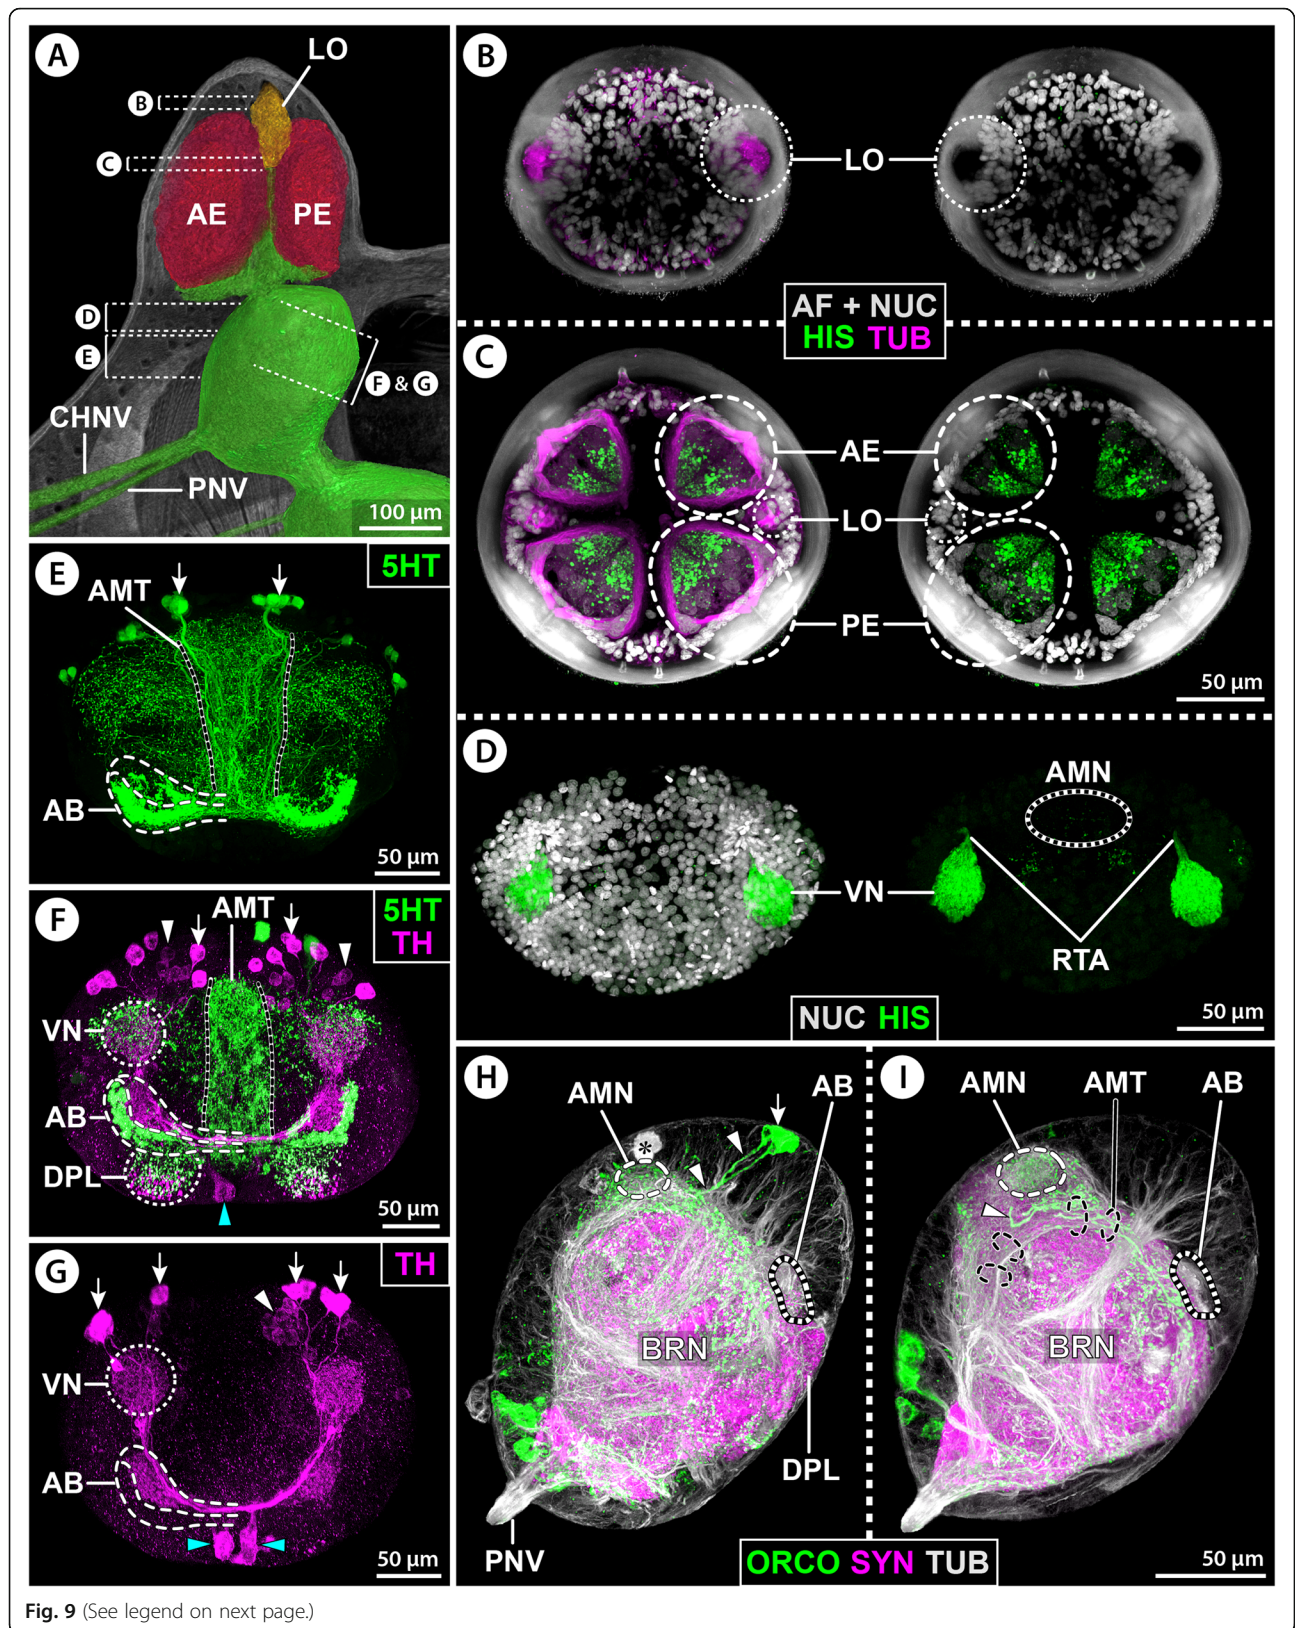 A
LO
B
C
AE
PE
D
E
F & G
CHNV
PNV
100 µm
B
LO
AF + NUC
HIS TUB
C
AE
LO
PE
50 µm
D
AMN
VN
RTA
NUC HIS
50 µm
E
5HT
AMT
AB
50 µm
F
AMT
5HT
TH
VN
AB
DPL
50 µm
G
TH
VN
AB
50 µm
H
AMN
*
AB
BRN
DPL
PNV
I
AMN
AMT
AB
BRN
ORCO SYN TUB
50 µm
Fig. 9 (See legend on next page.)